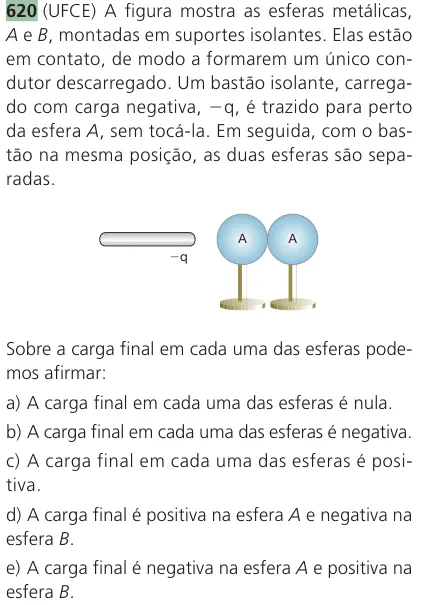 620 (UFCE) A figura mostra as esferas metálicas,
A e B, montadas em suportes isolantes. Elas estão
em contato, de modo a formarem um único con-
dutor descarregado. Um bastão isolante, carrega-
do com carga negativa, −q, é trazido para perto
da esfera A, sem tocá-la. Em seguida, com o bas-
tão na mesma posição, as duas esferas são sepa-
radas.
A A
−q
Sobre a carga final em cada uma das esferas pode-
mos afirmar:
a) A carga final em cada uma das esferas é nula.
b) A carga final em cada uma das esferas é negativa.
c) A carga final em cada uma das esferas é posi-
tiva.
d) A carga final é positiva na esfera A e negativa na
esfera B.
e) A carga final é negativa na esfera A e positiva na
esfera B.